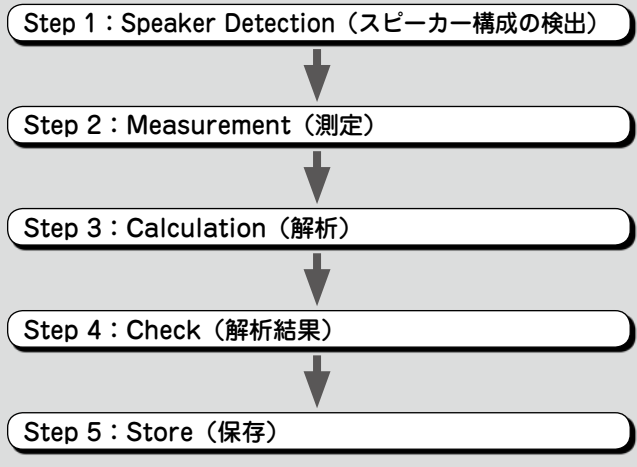 Step 1：Speaker Detection（スピーカー構成の検出）
Step 2：Measurement（測定）
Step 3：Calculation（解析）
Step 4：Check（解析結果）
Step 5：Store（保存）